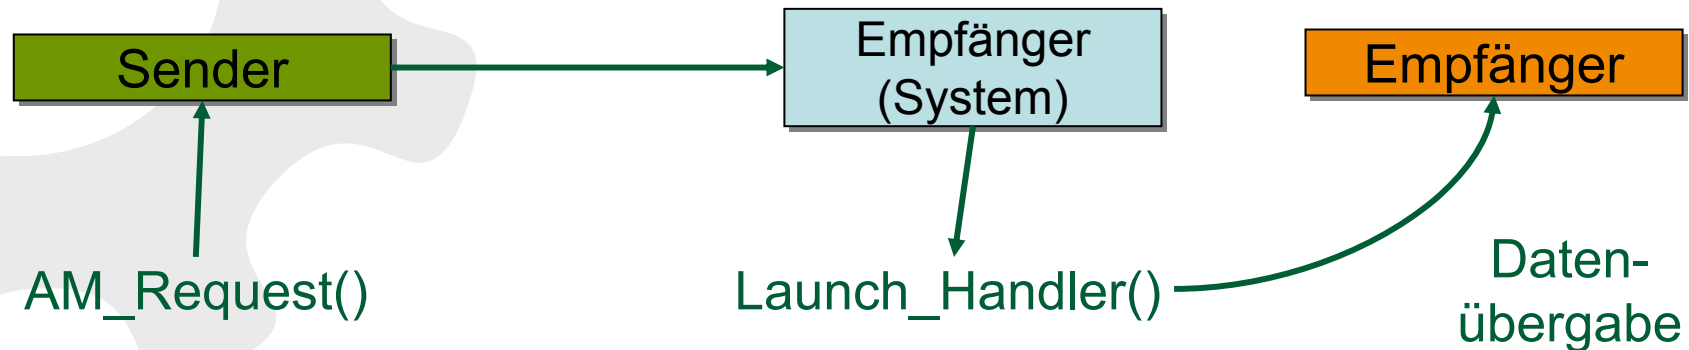 Sender
Empfänger
(System)
Empfänger
AM_Request()
Launch_Handler()
Daten-
übergabe